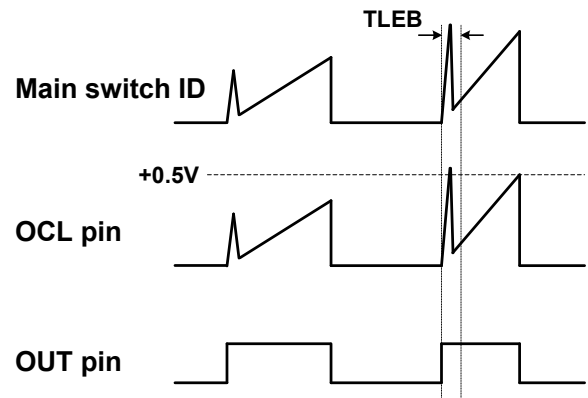 TLEB
Main switch ID
+0.5V
OCL pin
OUT pin